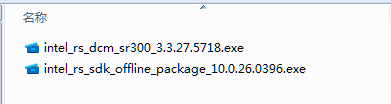 名称
intel_rs_dcm_sr300_3.3.27.5718.exe
intel_rs_sdk_offline_package_10.0.26.0396.exe